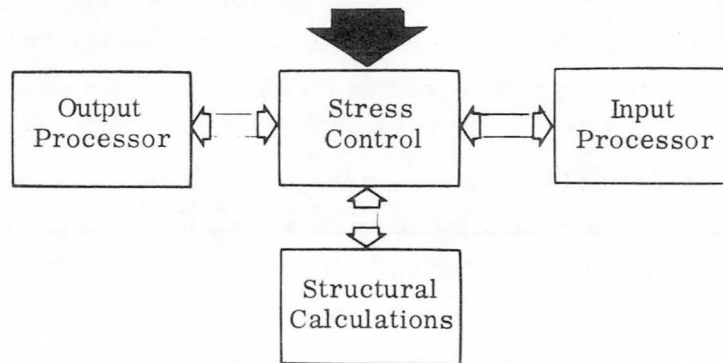 Output
Processor
Stress
Control
Input
Processor
Structural
Calculations